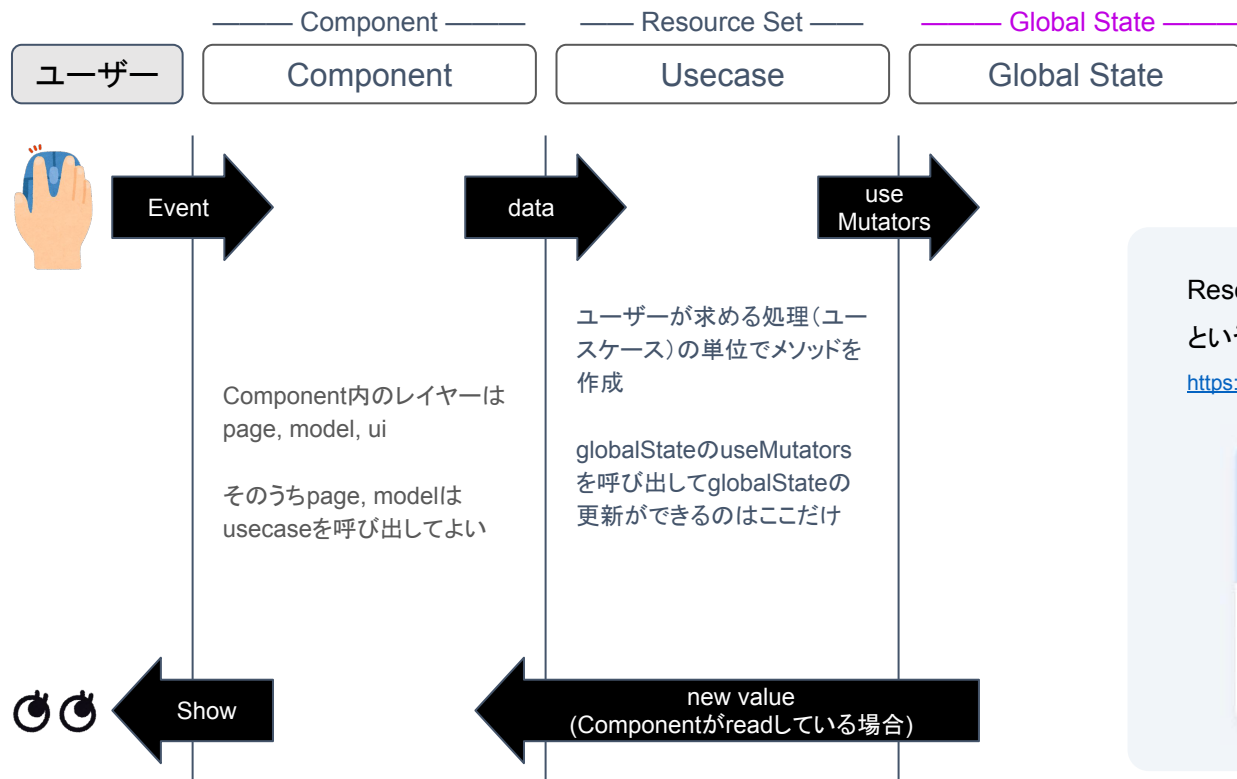 Component
Resource Set
Global State
ユーザー
Component
Usecase
Global State
Event
data
use
Mutators
ユーザーが求める処理(ユー
スケース)の単位でメソッドを
作成
globalStateのuseMutators
を呼び出してglobalStateの
更新ができるのはここだけ
Component内のレイヤーは
page, model, ui
そのうちpage, modelは
usecaseを呼び出してよい
Show
new value
(Componentがreadしている場合)
https: